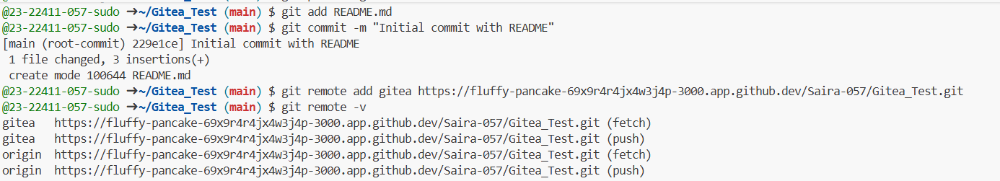 @23-22411-057-sudo ➜~/Gitea_Test (main) $ git add README.md
@23-22411-057-sudo ➜~/Gitea_Test (main) $ git commit -m "Initial commit with README"
[main (root-commit) 229e1ce] Initial commit with README
 1 file changed, 3 insertions(+)
 create mode 100644 README.md
@23-22411-057-sudo ➜~/Gitea_Test (main) $ git remote add gitea https://fluffy-pancake-69x9r4r4jx4w3j4p-3000.app.github.dev/Saira-057/Gitea_Test.git
@23-22411-057-sudo ➜~/Gitea_Test (main) $ git remote -v
gitea   https://fluffy-pancake-69x9r4r4jx4w3j4p-3000.app.github.dev/Saira-057/Gitea_Test.git (fetch)
gitea   https://fluffy-pancake-69x9r4r4jx4w3j4p-3000.app.github.dev/Saira-057/Gitea_Test.git (push)
origin  https://fluffy-pancake-69x9r4r4jx4w3j4p-3000.app.github.dev/Saira-057/Gitea_Test.git (fetch)
origin  https://fluffy-pancake-69x9r4r4jx4w3j4p-3000.app.github.dev/Saira-057/Gitea_Test.git (push)